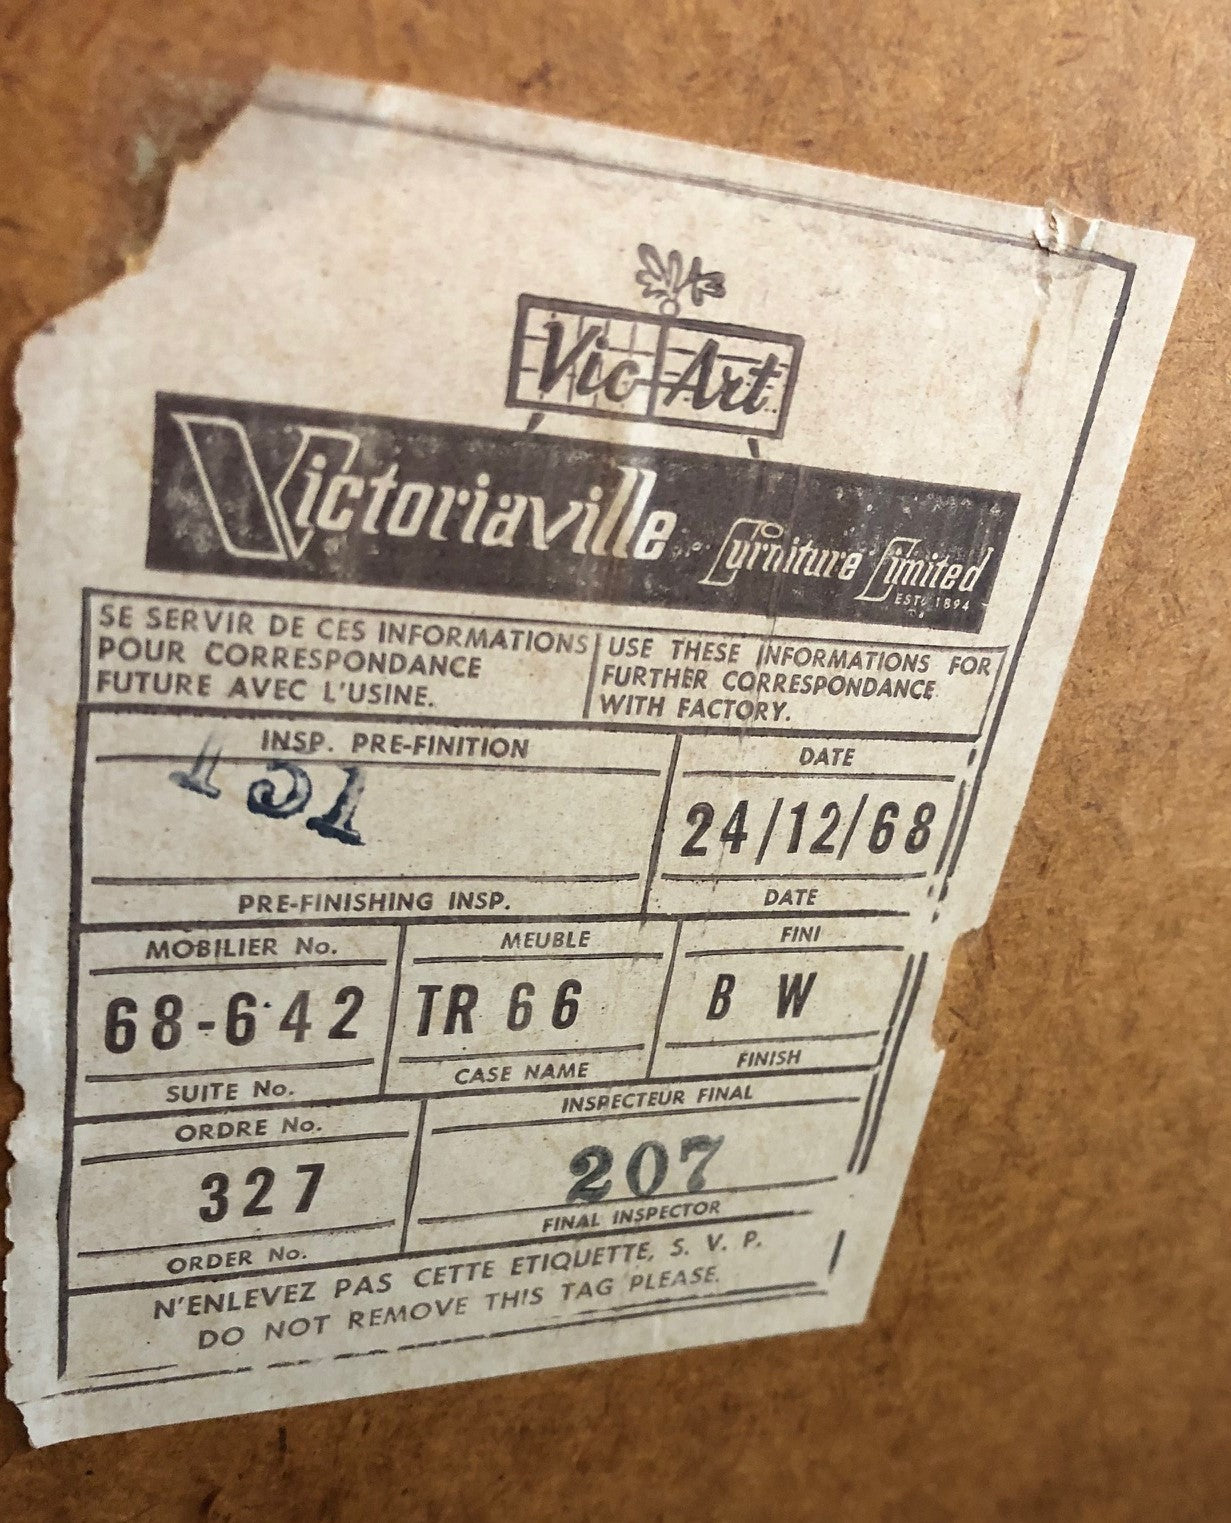 Vic Art
Victoriaville Furniture Limited
EST. 1894
SE SERVIR DE CES INFORMATIONS
POUR CORRESPONDANCE
FUTURE AVEC L'USINE.
USE THESE INFORMATIONS FOR
FURTHER CORRESPONDANCE
WITH FACTORY.
INSP. PRE-FINITION
151
PRE-FINISHING INSP.
DATE
24/12/68
DATE
MOBILIER No.
68-642
SUITE No.
MEUBLE
TR 66
CASE NAME
FINI
B W
FINISH
ORDRE No.
327
ORDER No.
INSPECTEUR FINAL
207
FINAL INSPECTOR
N'ENLEVEZ PAS CETTE ETIQUETTE, S. V. P.
DO NOT REMOVE THIS TAG PLEASE.